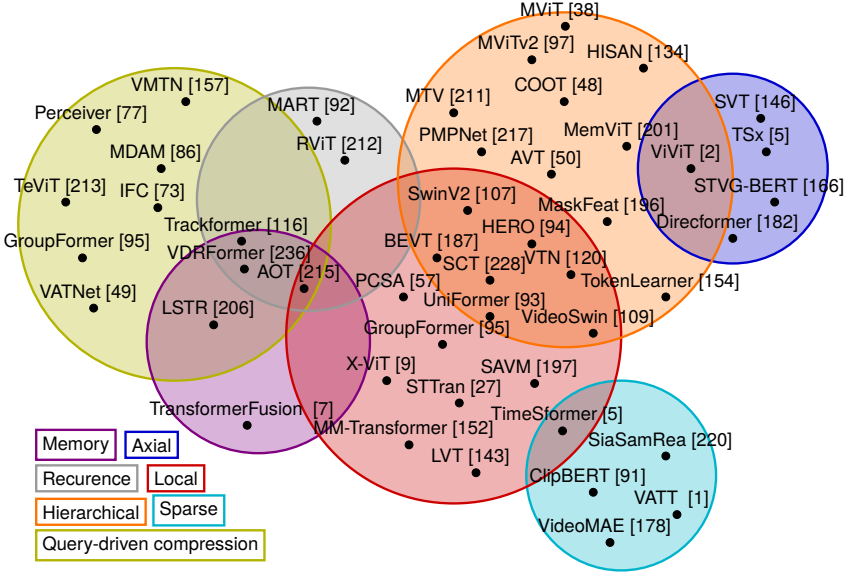 MViT [38]
MViTv2 [97]
HISAN [134]
VMTN [157]
COOT [48]
MTV [211]
SVT [146]
Perceiver [77]
MART [92]
PMPNet [217]
MemViT [201]
TSx [5]
RViT [212]
MDAM [86]
AVT [50]
ViViT [2]
TeViT [213]
IFC [73]
SwinV2 [107]
STVG-BERT [166]
MaskFeat [196]
Trackformer [116]
HERO [94]
Direcformer [182]
GroupFormer [95]
VDRFormer [236]
BEVT [187]
SCT [228]
VTN [120]
AOT [215]
PCSA [57]
TokenLearner [154]
VATNet [49]
LSTR [206]
UniFormer [93]
VideoSwin [109]
GroupFormer [95]
X-ViT [9]
SAVM [197]
STTran [27]
TransformerFusion [7]
TimeSformer [5]
MM-Transformer [152]
SiaSamRea [220]
LVT [143]
ClipBERT [91]
VATT [1]
VideoMAE [178]
Memory
Axial
Recurence
Local
Hierarchical
Sparse
Query-driven compression